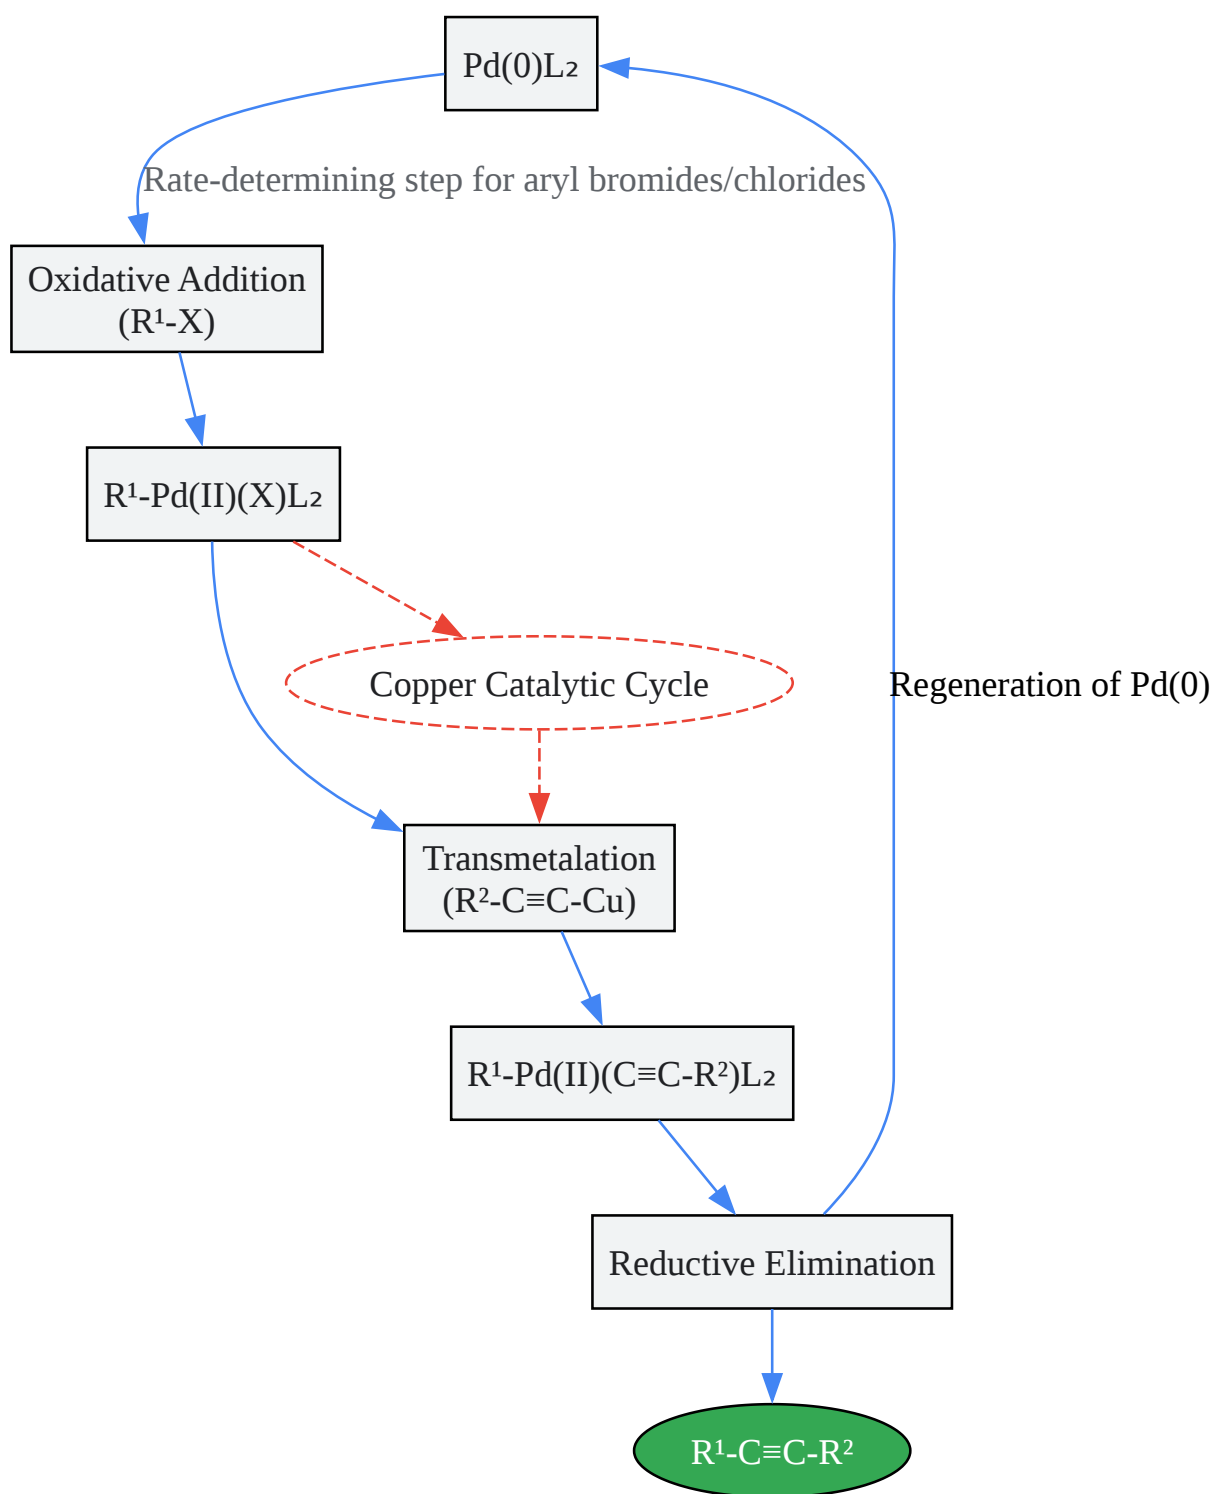 Pd(0)L₂
Rate-determining step for aryl bromides/chlorides
Oxidative Addition
(R¹-X)
R¹-Pd(II)(X)L₂
Copper Catalytic Cycle
Regeneration of Pd(0)
Transmetalation
(R²-C≡C-Cu)
R¹-Pd(II)(C≡C-R²)L₂
Reductive Elimination
R¹-C≡C-R²